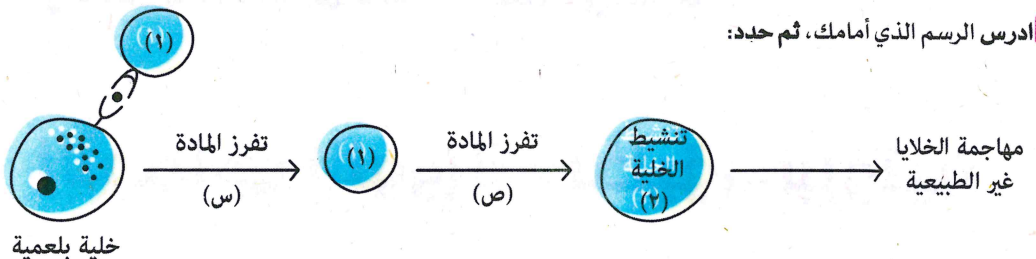 ادرس الرسم الذي أمامك، ثم حدد:
(١)
خلية بلعمية
تفرز المادة
(س)
(١)
تفرز المادة
(ص)
تنشيط
الخلية
(٢)
مهاجمة الخلايا
غير الطبيعية